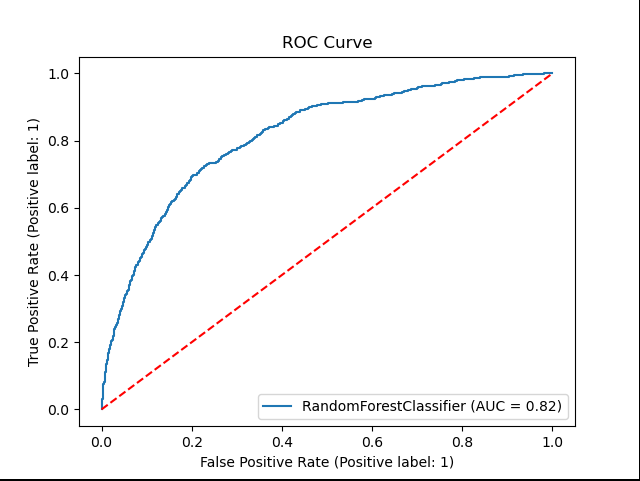 ROC Curve
True Positive Rate (Positive label: 1)
1.0
0.8
0.6
0.4
0.2
0.0
RandomForestClassifier (AUC = 0.82)
0.0 0.2 0.4 0.6 0.8 1.0
False Positive Rate (Positive label: 1)